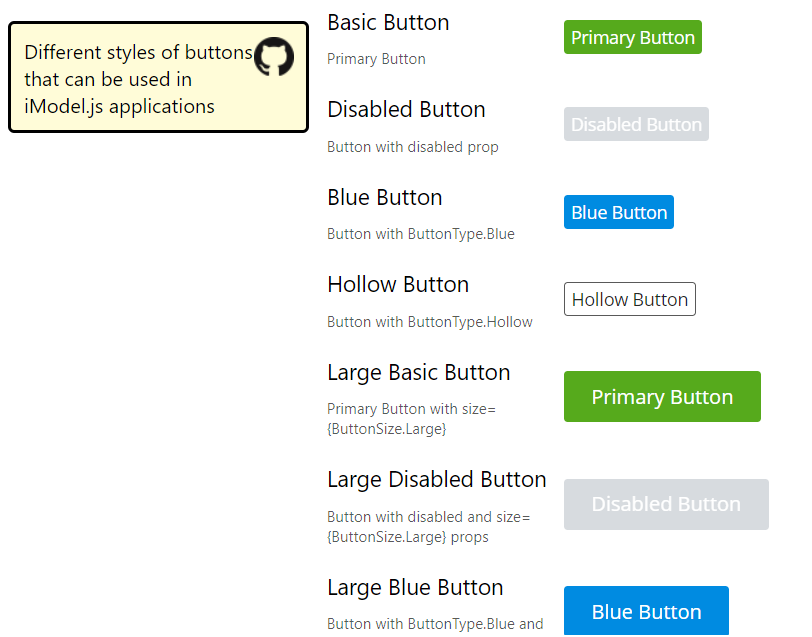 Different styles of buttons
that can be used in
iModel.js applications
Basic Button
Primary Button
Primary Button
Disabled Button
Button with disabled prop
Disabled Button
Blue Button
Button with ButtonType.Blue
Blue Button
Hollow Button
Button with ButtonType.Hollow
Hollow Button
Large Basic Button
Primary Button with size=
{ButtonSize.Large}
Primary Button
Large Disabled Button
Button with disabled and size=
{ButtonSize.Large} props
Disabled Button
Large Blue Button
Button with ButtonType.Blue and
Blue Button